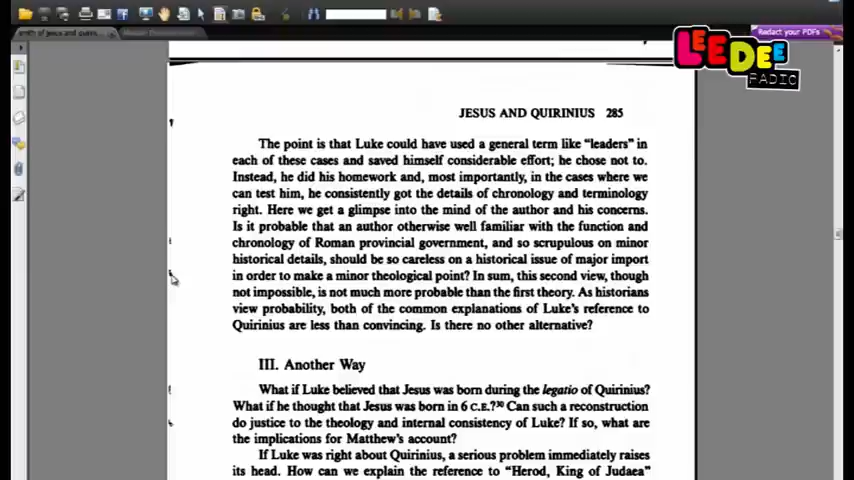 smith of jesus and quirini...
Redact your PDFs
LEEDEE
RADIO
JESUS AND QUIRINIUS 285
The point is that Luke could have used a general term like "leaders" in
each of these cases and saved himself considerable effort; he chose not to.
Instead, he did his homework and, most importantly, in the cases where we
can test him, he consistently got the details of chronology and terminology
right. Here we get a glimpse into the mind of the author and his concerns.
Is it probable that an author otherwise well familiar with the function and
chronology of Roman provincial government, and so scrupulous on minor
historical details, should be so careless on a historical issue of major import
in order to make a minor theological point? In sum, this second view, though
not impossible, is not much more probable than the first theory. As historians
view probability, both of the common explanations of Luke's reference to
Quirinius are less than convincing. Is there no other alternative?
III. Another Way
What if Luke believed that Jesus was born during the legatio of Quirinius?
What if he thought that Jesus was born in 6 C.E.?³⁰ Can such a reconstruction
do justice to the theology and internal consistency of Luke? If so, what are
the implications for Matthew's account?
If Luke was right about Quirinius, a serious problem immediately raises
its head. How can we explain the reference to "Herod, King of Judaea"